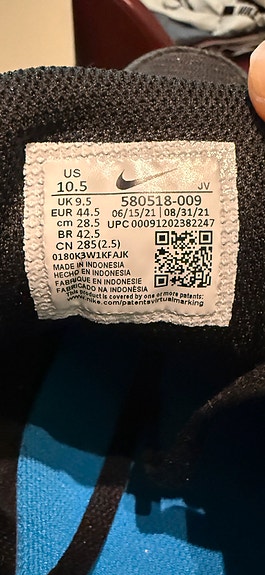 US
10.5
JV
UK 9.5 580518-009
EUR 44.5 06/15/21 08/31/21
cm 28.5 UPC 00091202382247
BR 42.5
CN 285(2.5)
0180K3W1KFAJK
MADE IN INDONESIA
HECHO EN INDONESIA
FABRIQUE EN INDONESIE
FABRICADO NA INDONÉSIA
This product is covered by one or more patents:
www.nike.com/patentsvirtualmarking